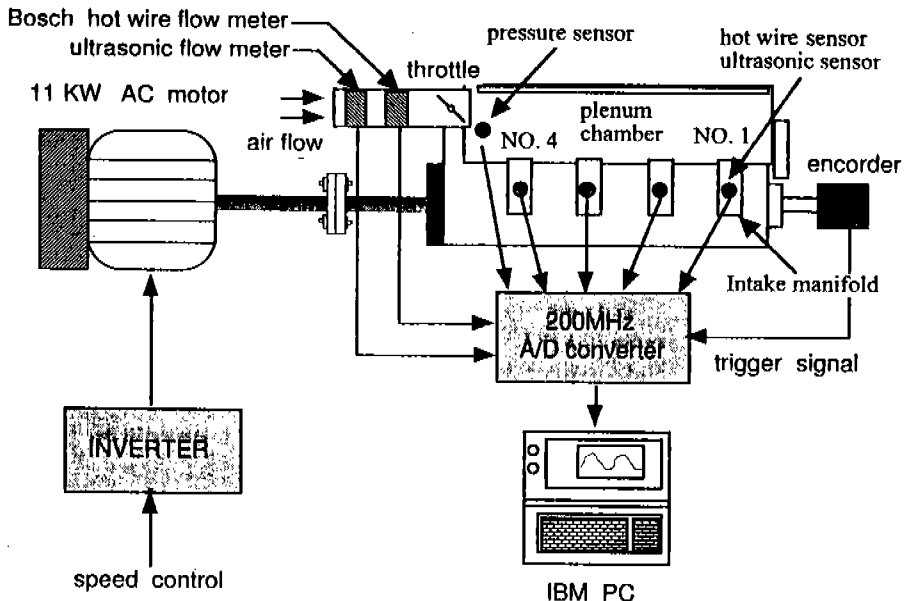 Bosch hot wire flow meter
ultrasonic flow meter
11 KW AC motor
air flow
throttle
pressure sensor
hot wire sensor
ultrasonic sensor
plenum
chamber
NO. 4
NO. 1
encorder
Intake manifold
200MHz
A/D converter
trigger signal
INVERTER
speed control
IBM PC